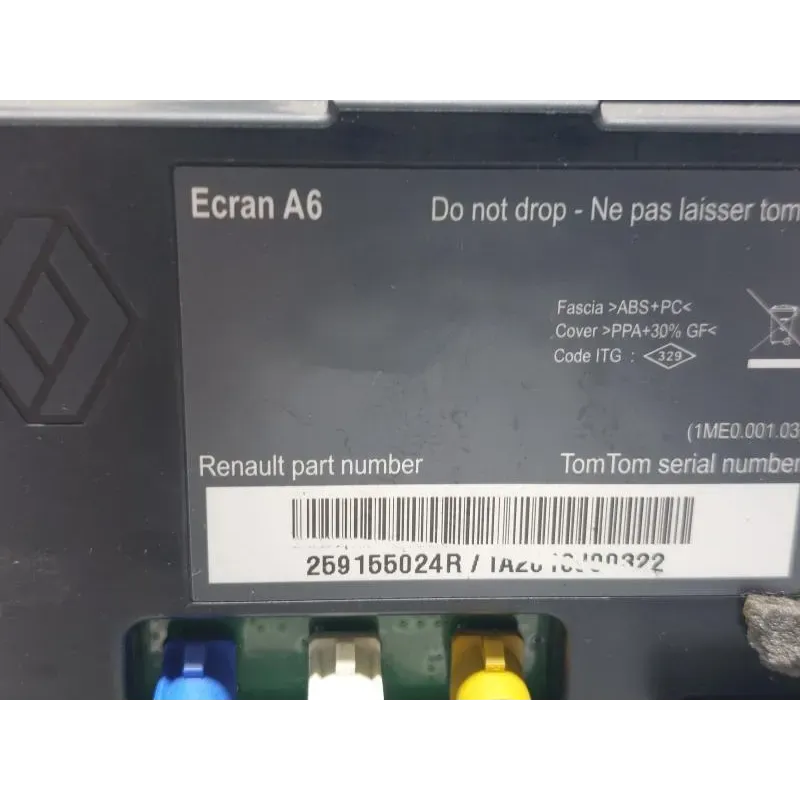 Ecran A6
Do not drop - Ne pas laisser tom
Fascia >ABS+PC<
Cover >PPA+30% GF<
Code ITG : 329
(1ME0.001.03
Renault part number
TomTom serial number
259155024R /